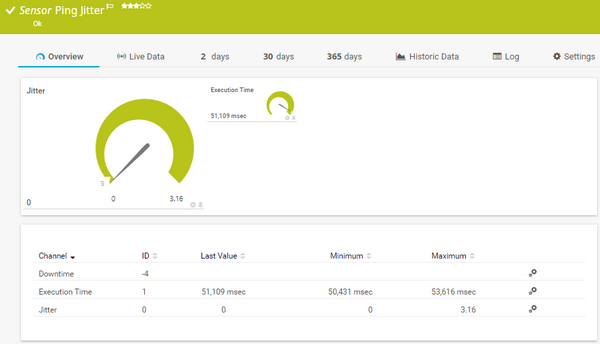 Sensor Ping Jitter
Ok
Overview
Live Data
2 days
30 days
365 days
Historic Data
Log
Settings
Jitter
0
3.16
0
Execution Time
51,109 msec
Channel ID Last Value Minimum Maximum
Downtime -4
Execution Time 1 51,109 msec 50,431 msec 53,616 msec
Jitter 0 0 0 3.16